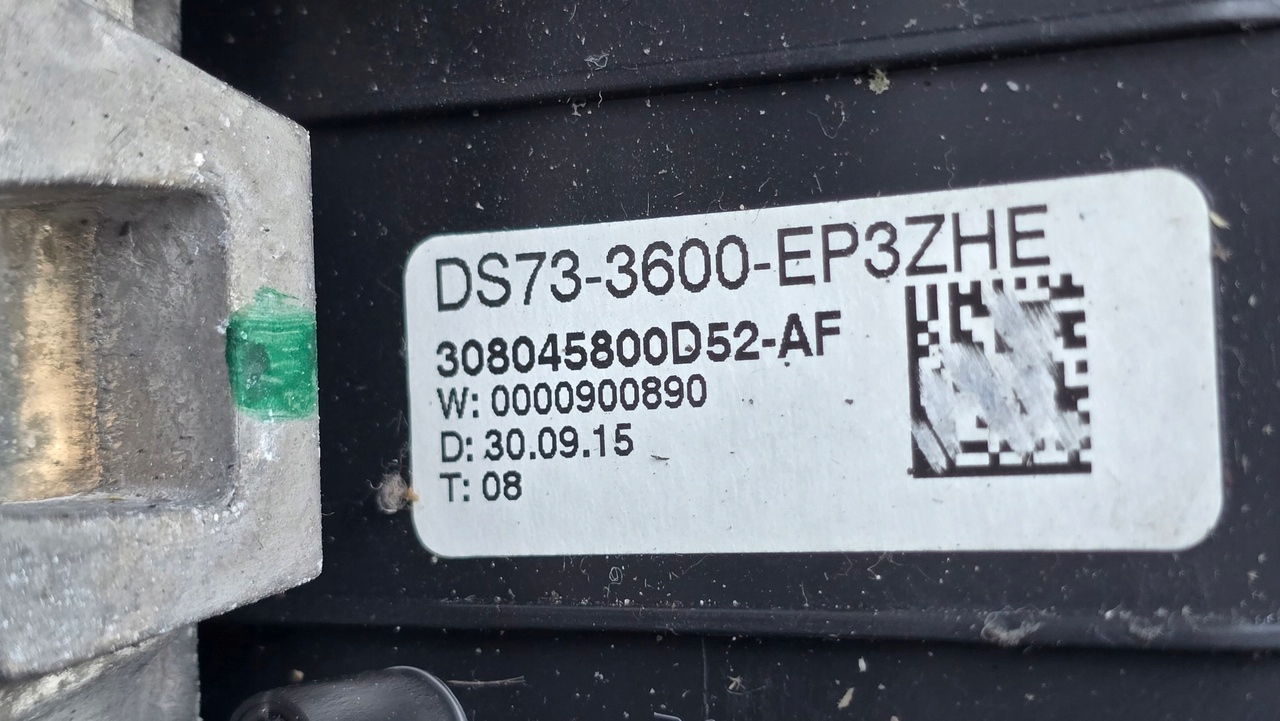 DS73-3600-EP3ZHE
308045800D52-AF
W: 0000900890
D: 30.09.15
T: 08